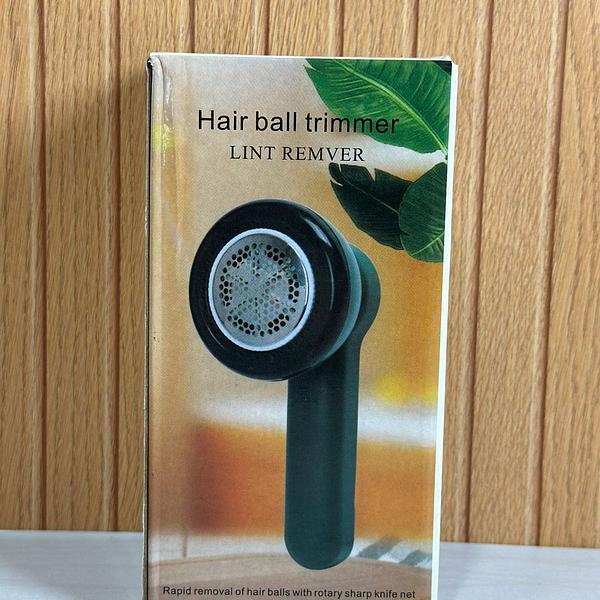 Hair ball trimmer
LINT REMVER
Rapid removal of hair balls with rotary sharp knife net